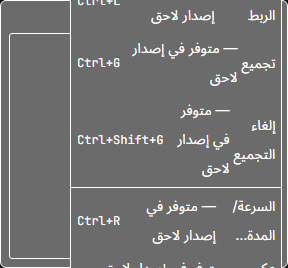 الربط إصدار لاحق Ctrl+L
— متوفر في إصدار
تجميع لاحق Ctrl+G
— متوفر
إلغاء في إصدار Ctrl+Shift+G
التجميع لاحق
السرعة/ — متوفر في Ctrl+R
المدة... إصدار لاحق